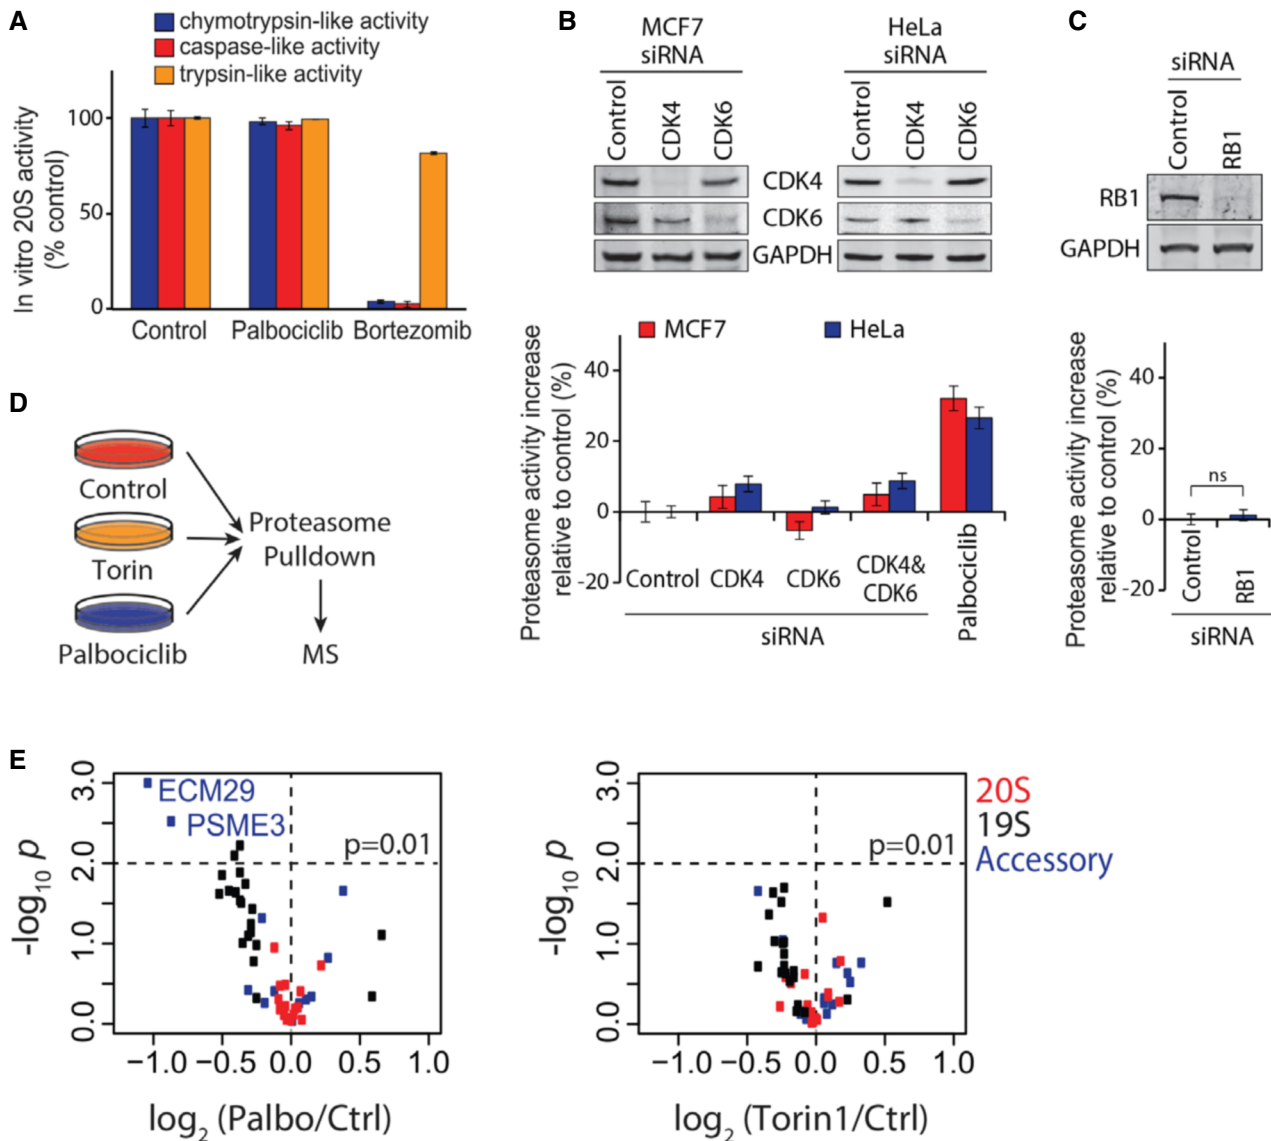 A
chymotrypsin-like activity
caspase-like activity
trypsin-like activity
In vitro 20S activity
(% control)
100
50
0
Control
Palbociclib
Bortezomib
B
MCF7
siRNA
HeLa
siRNA
Control
CDK4
CDK6
Control
CDK4
CDK6
CDK4
CDK6
GAPDH
MCF7
HeLa
Proteasome activity increase
relative to control (%)
40
20
0
-20
Control
CDK4
CDK6
CDK4&
CDK6
Palbociclib
siRNA
C
siRNA
Control
RB1
RB1
GAPDH
Proteasome activity increase
relative to control (%)
40
20
0
-20
ns
Control
RB1
siRNA
D
Control
Torin
Palbociclib
Proteasome
Pulldown
MS
E
-log10 p
3.0
2.0
1.0
0.0
ECM29
PSME3
p=0.01
−1.0
−0.5
0.0
0.5
1.0
log2 (Palbo/Ctrl)
-log10 p
3.0
2.0
1.0
0.0
p=0.01
−1.0
−0.5
0.0
0.5
1.0
log2 (Torin1/Ctrl)
20S
19S
Accessory